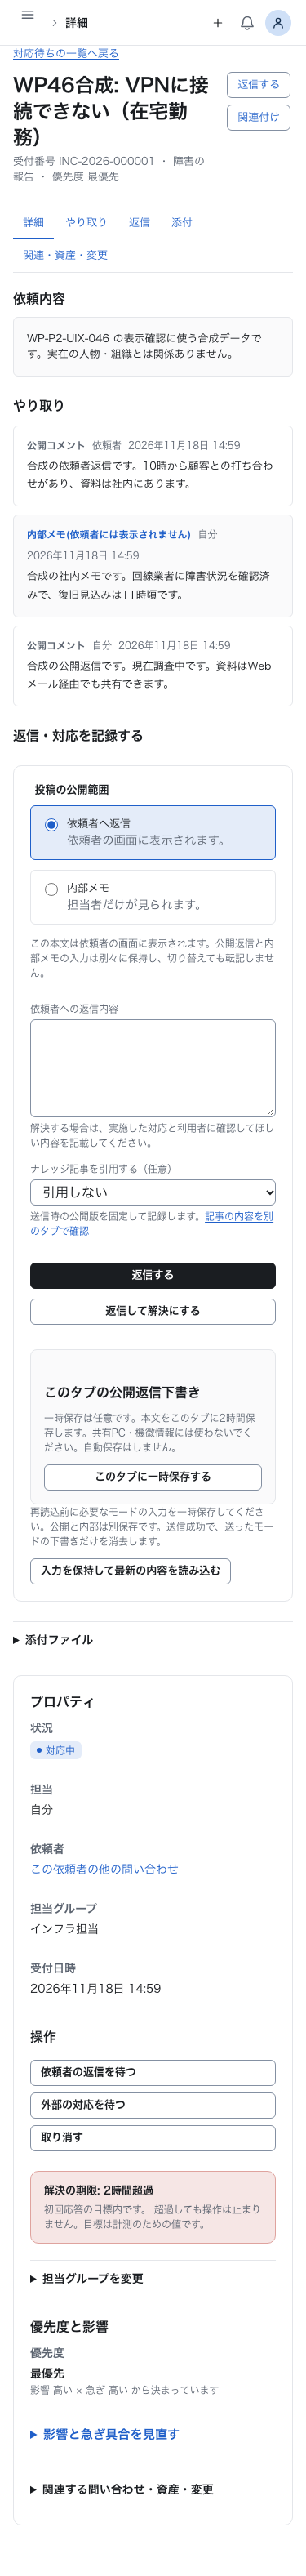 › 詳細
対応待ちの一覧へ戻る
WP46合成: VPNに接
続できない（在宅勤
務）
返信する
関連付け
受付番号 INC-2026-000001 ・ 障害の
報告 ・ 優先度 最優先
詳細 やり取り 返信 添付
関連・資産・変更
依頼内容
WP-P2-UIX-046 の表示確認に使う合成データで
す。実在の人物・組織とは関係ありません。
やり取り
公開コメント 依頼者 2026年11月18日 14:59
合成の依頼者返信です。10時から顧客との打ち合わ
せがあり、資料は社内にあります。
内部メモ(依頼者には表示されません) 自分
2026年11月18日 14:59
合成の社内メモです。回線業者に障害状況を確認済
みで、復旧見込みは11時頃です。
公開コメント 自分 2026年11月18日 14:59
合成の公開返信です。現在調査中です。資料はWeb
メール経由でも共有できます。
返信・対応を記録する
投稿の公開範囲
依頼者へ返信
依頼者の画面に表示されます。
内部メモ
担当者だけが見られます。
この本文は依頼者の画面に表示されます。公開返信と内
部メモの入力は別々に保持し、切り替えても転記しませ
ん。
依頼者への返信内容
解決する場合は、実施した対応と利用者に確認してほし
い内容を記載してください。
ナレッジ記事を引用する（任意）
引用しない
送信時の公開版を固定して記録します。記事の内容を別
のタブで確認
返信する
返信して解決にする
このタブの公開返信下書き
一時保存は任意です。本文をこのタブに2時間保
存します。共有PC・機微情報には使わないでく
ださい。自動保存はしません。
このタブに一時保存する
再読込前に必要なモードの入力を一時保存してくださ
い。公開と内部は別保存です。送信成功で、送ったモー
ドの下書きだけを消去します。
入力を保持して最新の内容を読み込む
▶ 添付ファイル
プロパティ
状況
対応中
担当
自分
依頼者
この依頼者の他の問い合わせ
担当グループ
インフラ担当
受付日時
2026年11月18日 14:59
操作
依頼者の返信を待つ
外部の対応を待つ
取り消す
解決の期限: 2時間超過
初回応答の目標内です。 超過しても操作は止まり
ません。目標は計測のための値です。
▶ 担当グループを変更
優先度と影響
優先度
最優先
影響 高い × 急ぎ 高い から決まっています
▶ 影響と急ぎ具合を見直す
▶ 関連する問い合わせ・資産・変更